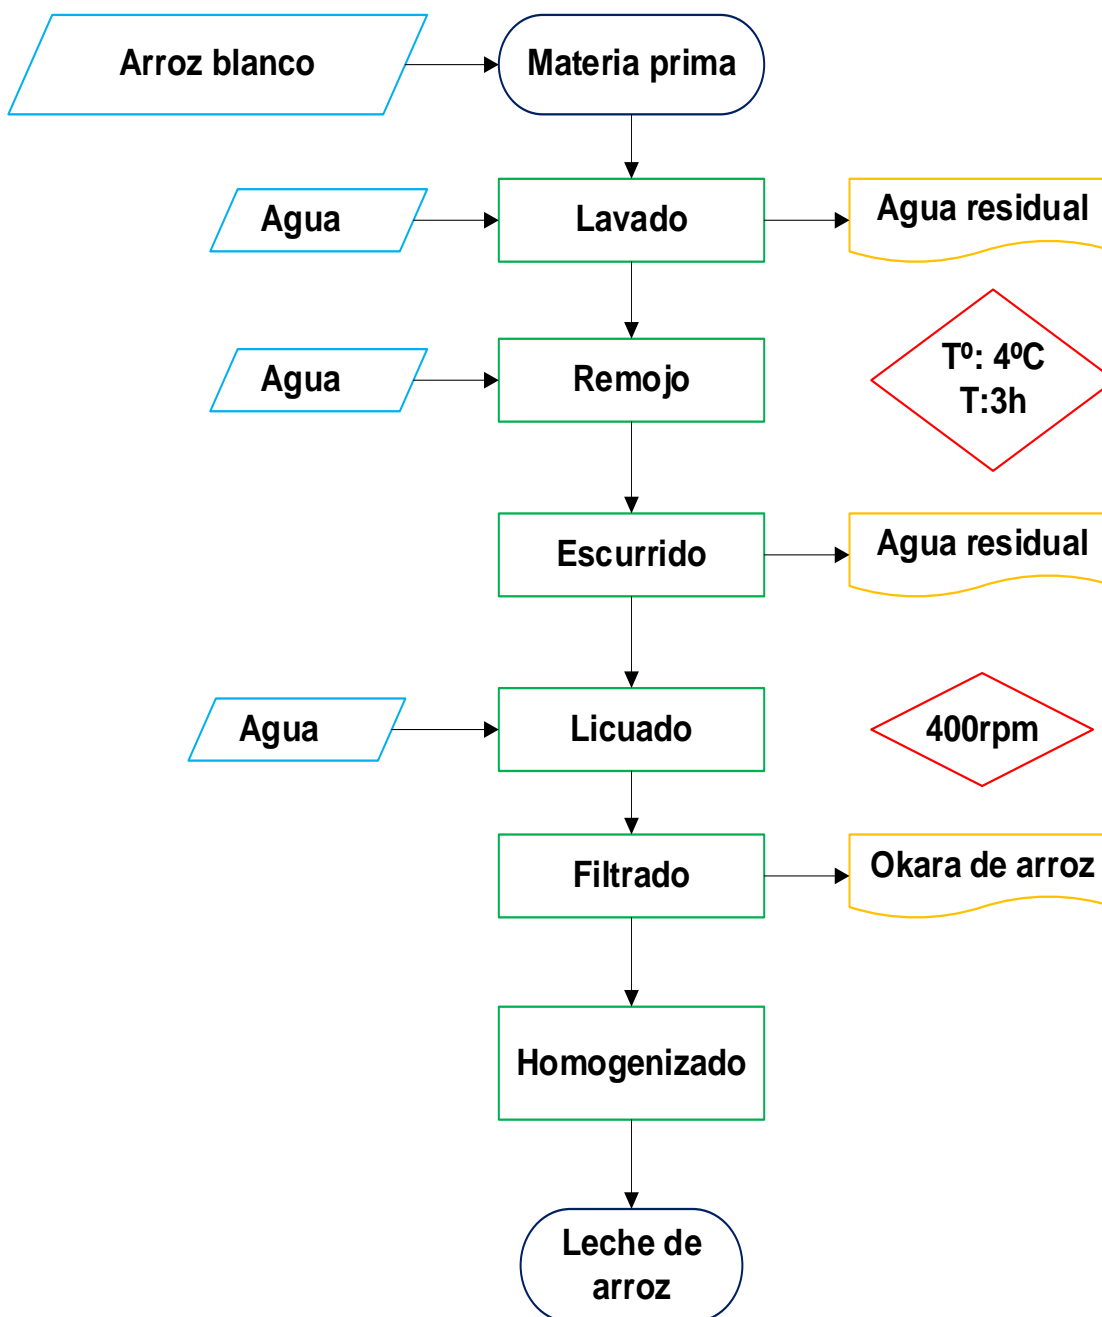 Arroz blanco
Materia prima
Agua
Lavado
Agua residual
Agua
Remojo
Tº: 4ºC
T:3h
Escurrido
Agua residual
Agua
Licuado
400rpm
Filtrado
Okara de arroz
Homogenizado
Leche de
arroz